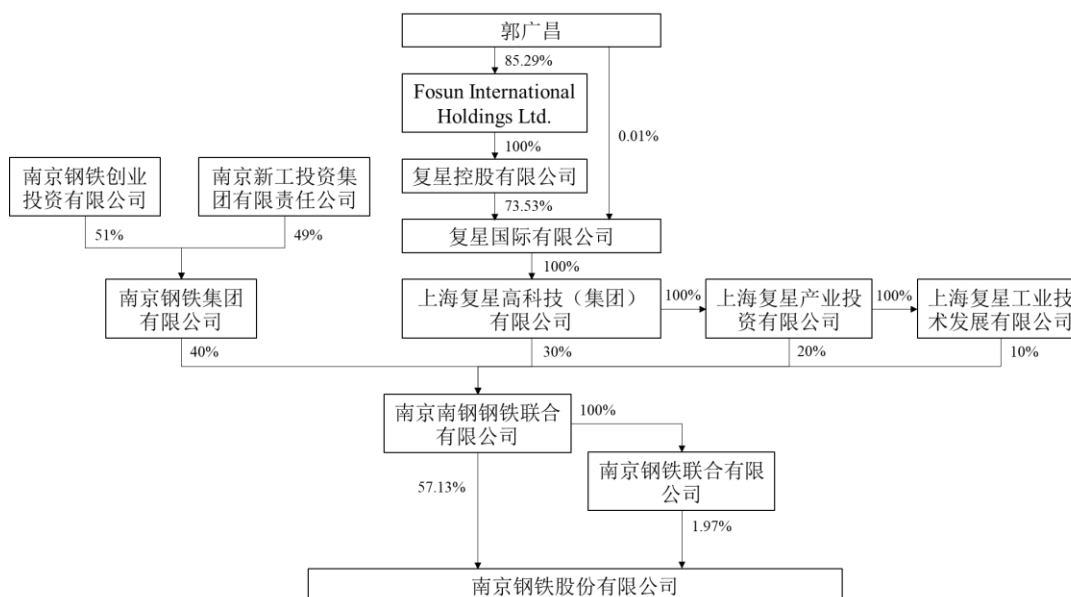 郭广昌
85.29%
Fosun International
Holdings Ltd.
0.01%
100%
南京钢铁创业
投资有限公司
南京新工投资集
团有限责任公司
复星控股有限公司
73.53%
51%
49%
复星国际有限公司
100%
南京钢铁集团
有限公司
上海复星高科技（集团）
有限公司
100%
上海复星产业投
资有限公司
100%
上海复星工业技
术发展有限公司
40%
30%
20%
10%
南京南钢钢铁联合
有限公司
100%
南京钢铁联合有限
公司
57.13%
1.97%
南京钢铁股份有限公司